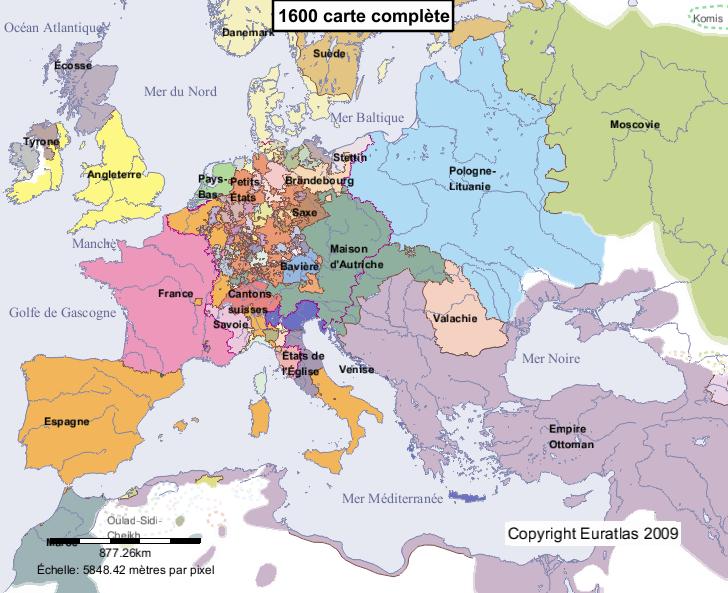 1600 carte complète
Océan Atlantique
Komis
Danemark
Suède
Écosse
Mer du Nord
Mer Baltique
Moscovie
Tyrone
Angleterre
Stettin
Pays-
Bas
Petits
États
Brandebourg
Pologne-
Lituanie
Saxe
Manche
Maison
d'Autriche
Bavière
France
Cantons
suisses
Golfe de Gascogne
Savoie
Valachie
États de
l'Église
Venise
Mer Noire
Espagne
Empire
Ottoman
Mer Méditerranée
Oulad-Sidi-
Cheikh
Maroc
877.26km
Échelle: 5848.42 mètres par pixel
Copyright Euratlas 2009